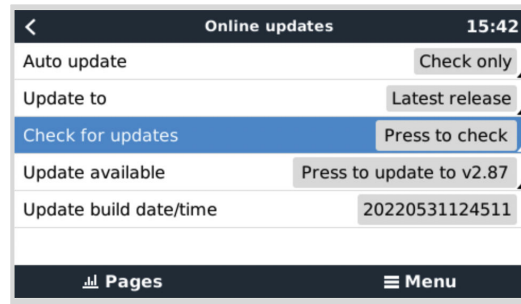 Online updates 15:42
Auto update Check only
Update to Latest release
Check for updates Press to check
Update available Press to update to v2.87
Update build date/time 20220531124511
Pages Menu